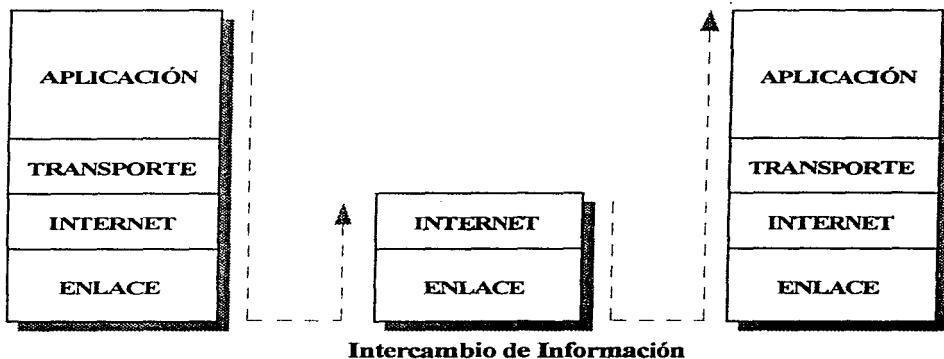 APLICACIÓN
TRANSPORTE
INTERNET
ENLACE
INTERNET
ENLACE
APLICACIÓN
TRANSPORTE
INTERNET
ENLACE
Intercambio de Información